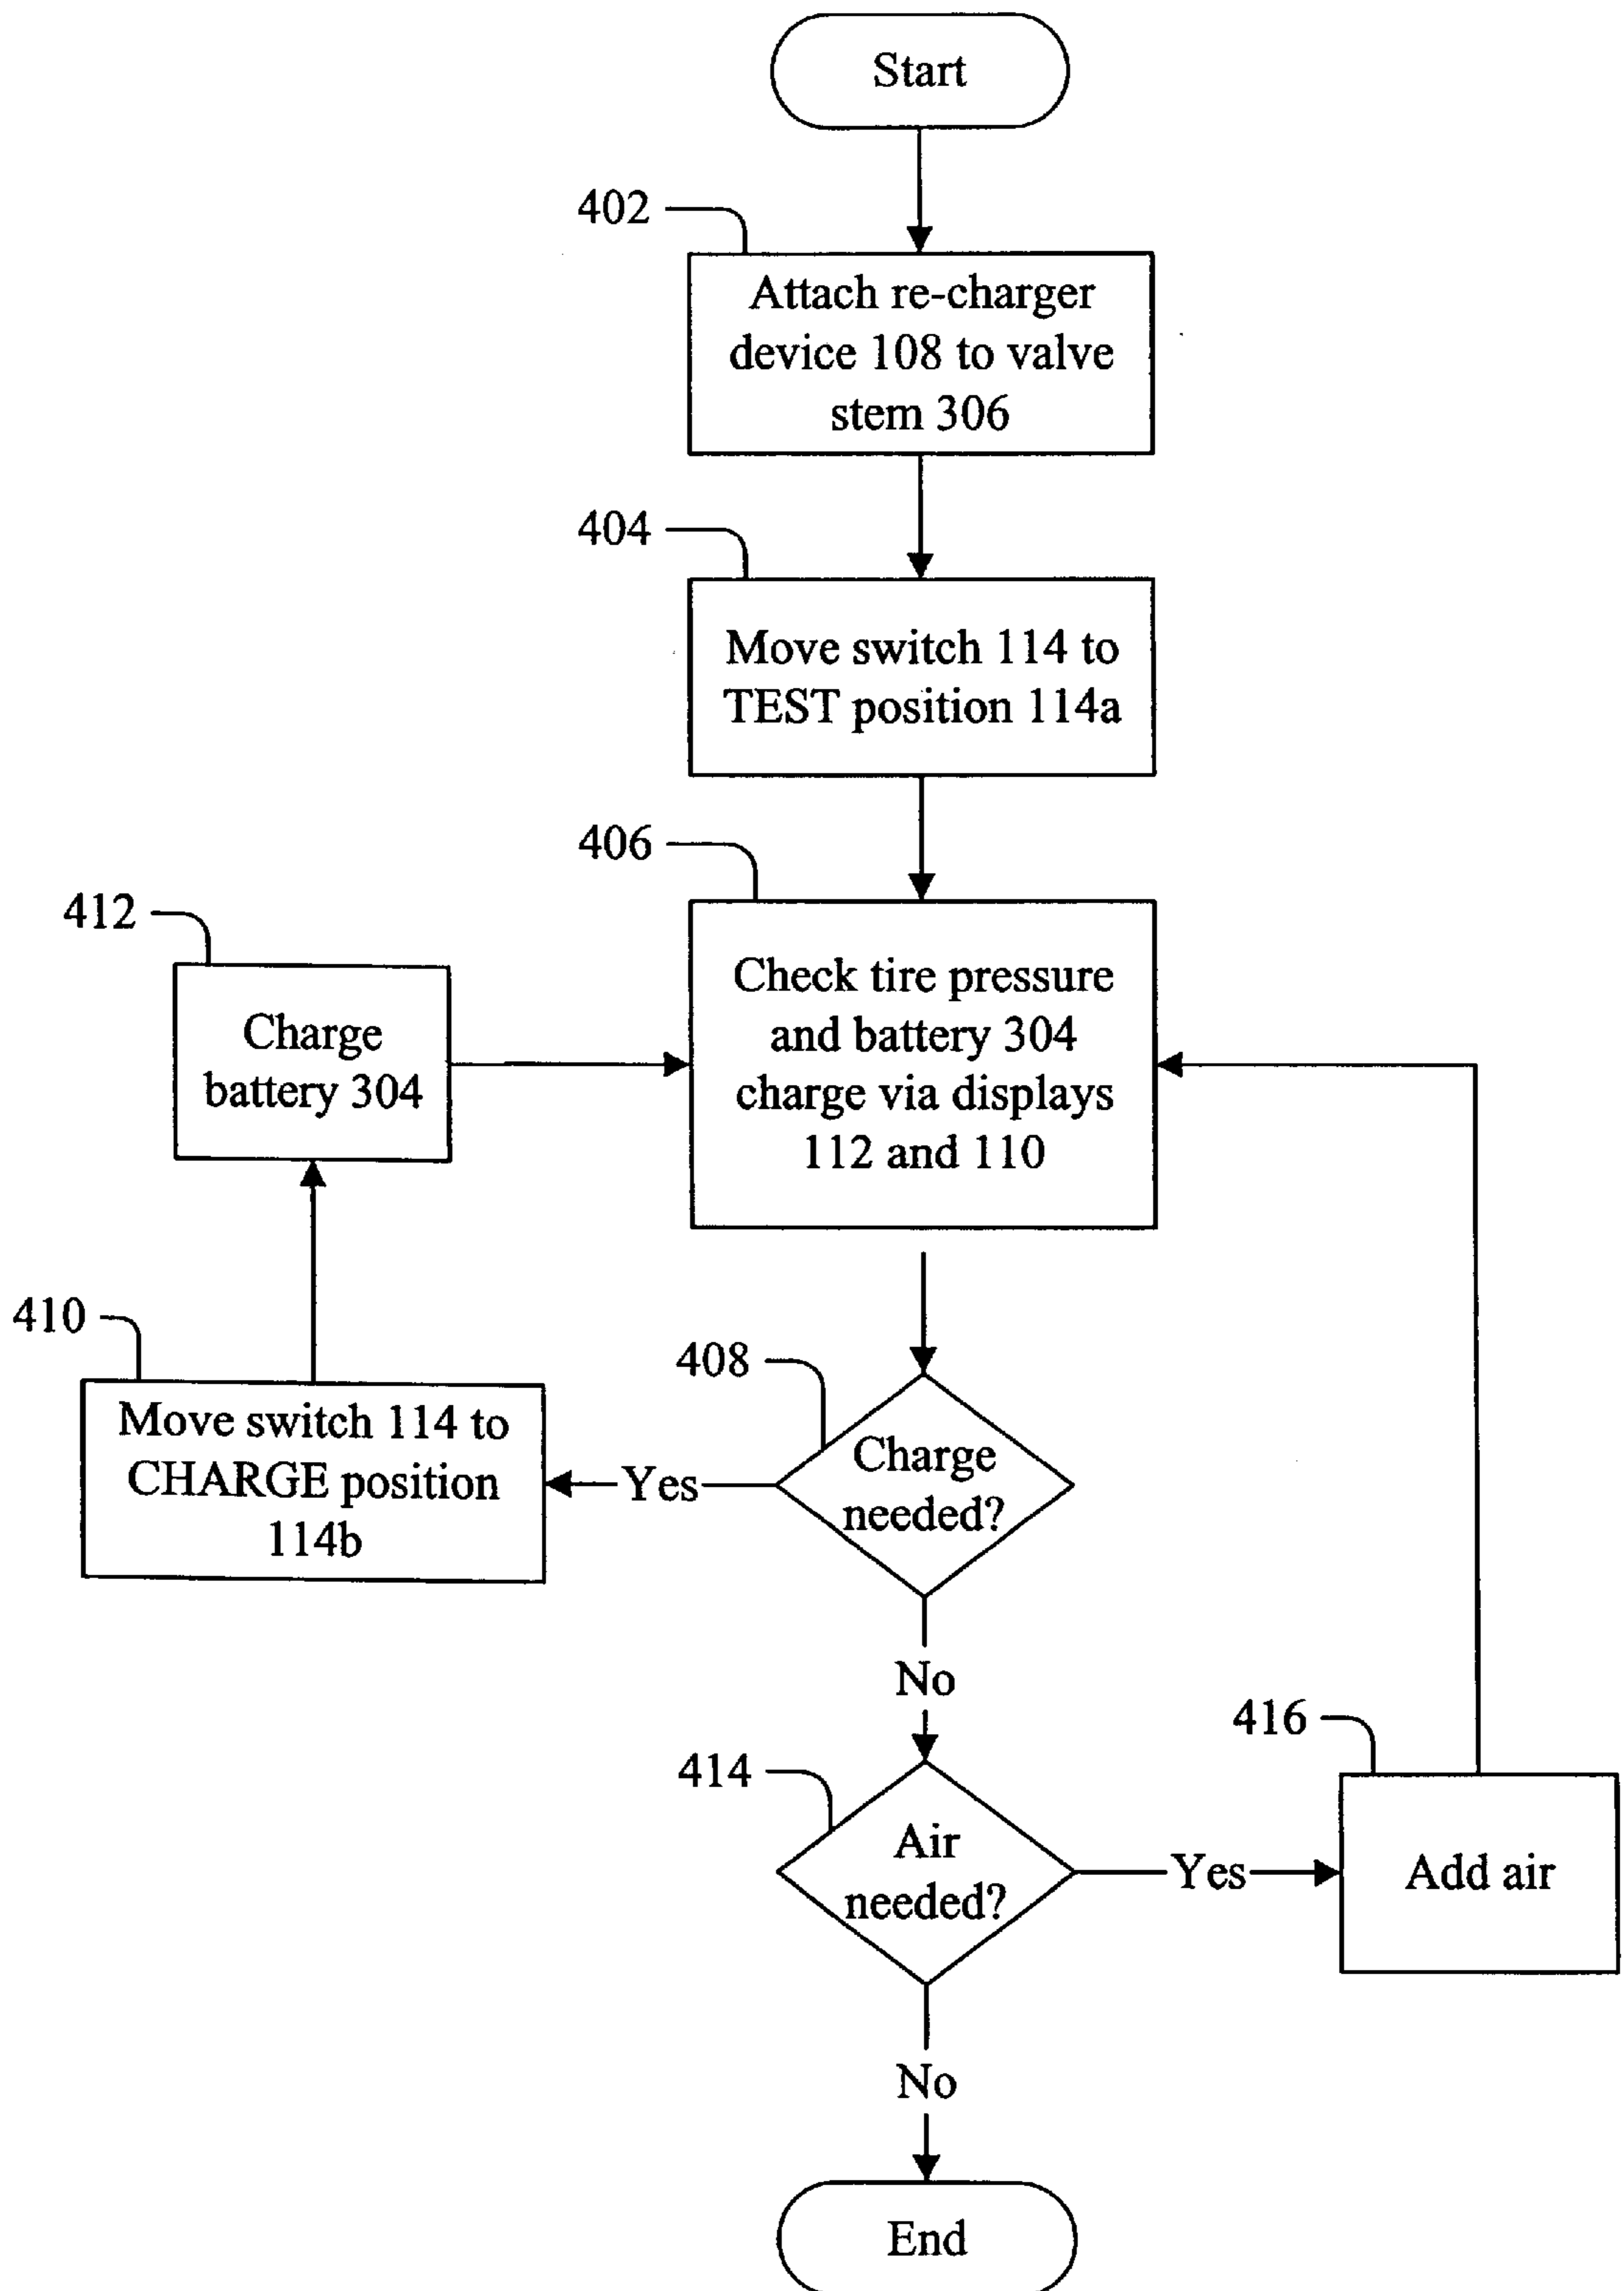 Start
402
Attach re-charger
device 108 to valve
stem 306
404
Move switch 114 to
TEST position 114a
406
Check tire pressure
and battery 304
charge via displays
112 and 110
412
Charge
battery 304
410
Move switch 114 to
CHARGE position
114b
408
Charge
needed?
Yes
No
414
Air
needed?
Yes
416
Add air
No
End